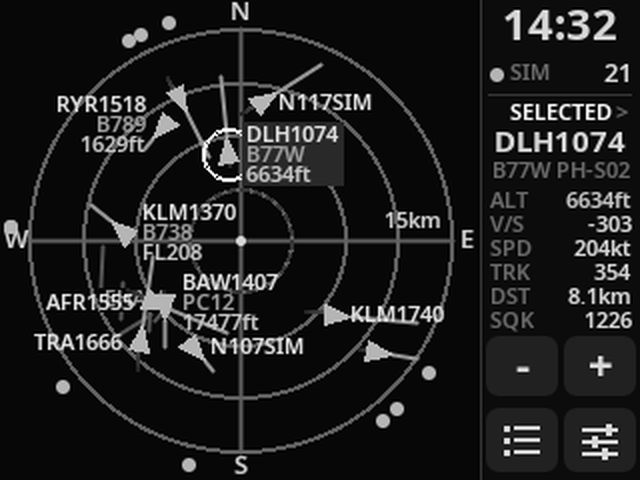 N
14:32
SIM 21
SELECTED >
DLH1074
B77W PH-S02
ALT 6634ft
V/S -303
SPD 204kt
TRK 354
DST 8.1km
SQK 1226
- +
RYR1518
B789
1629ft
N117SIM
DLH1074
B77W
6634ft
KLM1370
B738
FL208
15km
W
E
BAW1407
PC12
17477ft
AFR1555
KLM1740
TRA1666
N107SIM
S